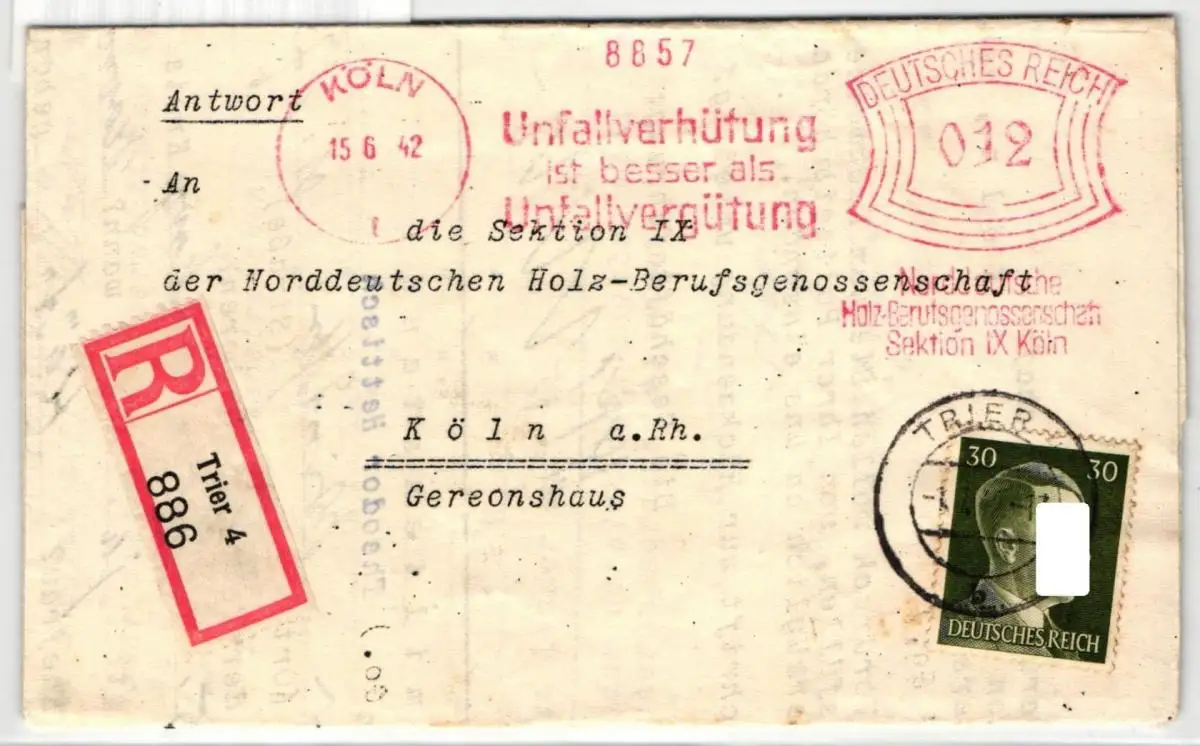 8857
DEUTSCHES REICH
012
KÖLN
15 6 42
1
Unfallverhütung
ist besser als
Unfallvergütung
Norddeutsche
Holz-Berufsgenossenschaft
Sektion IX Köln
Antwort
An
die Sektion IX
der Norddeutschen Holz-Berufsgenossenschaft
Köln a.Rh.
Gereonshaus
R
Trier 4
886
TRIER
b
30 30
DEUTSCHES REICH